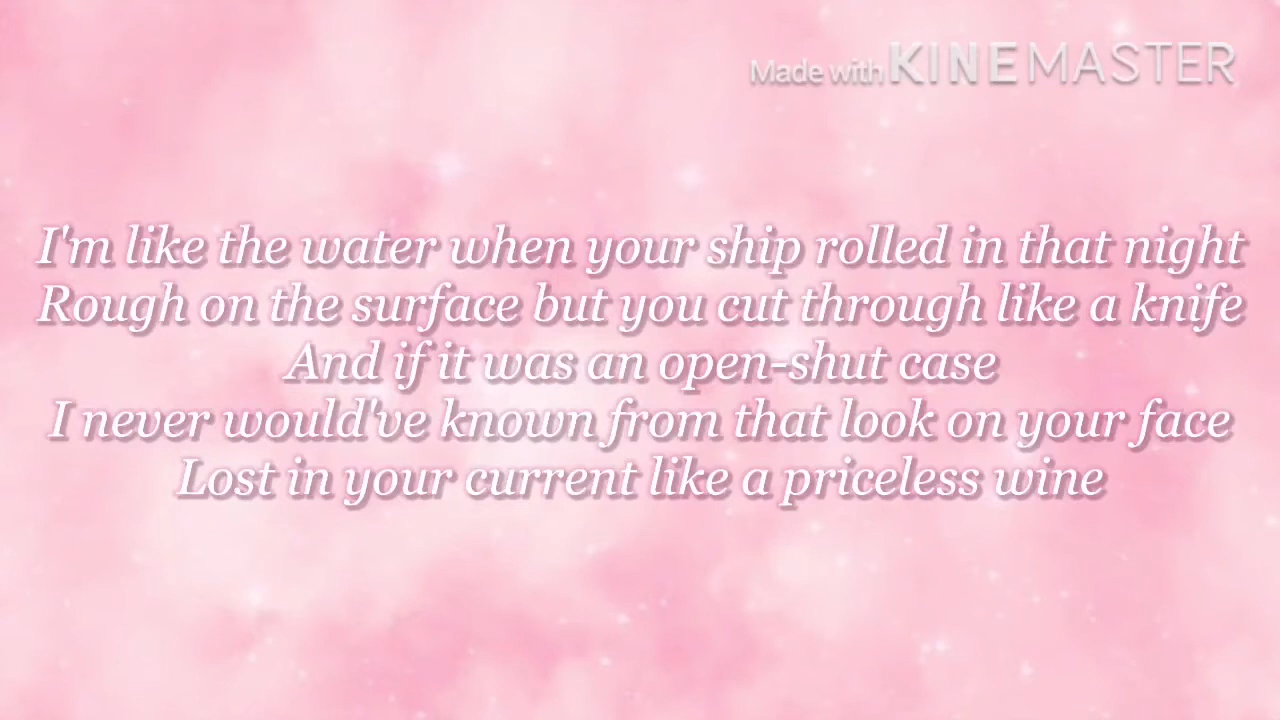 Made with KINEMASTER
I'm like the water when your ship rolled in that night
Rough on the surface but you cut through like a knife
And if it was an open-shut case
I never would've known from that look on your face
Lost in your current like a priceless wine